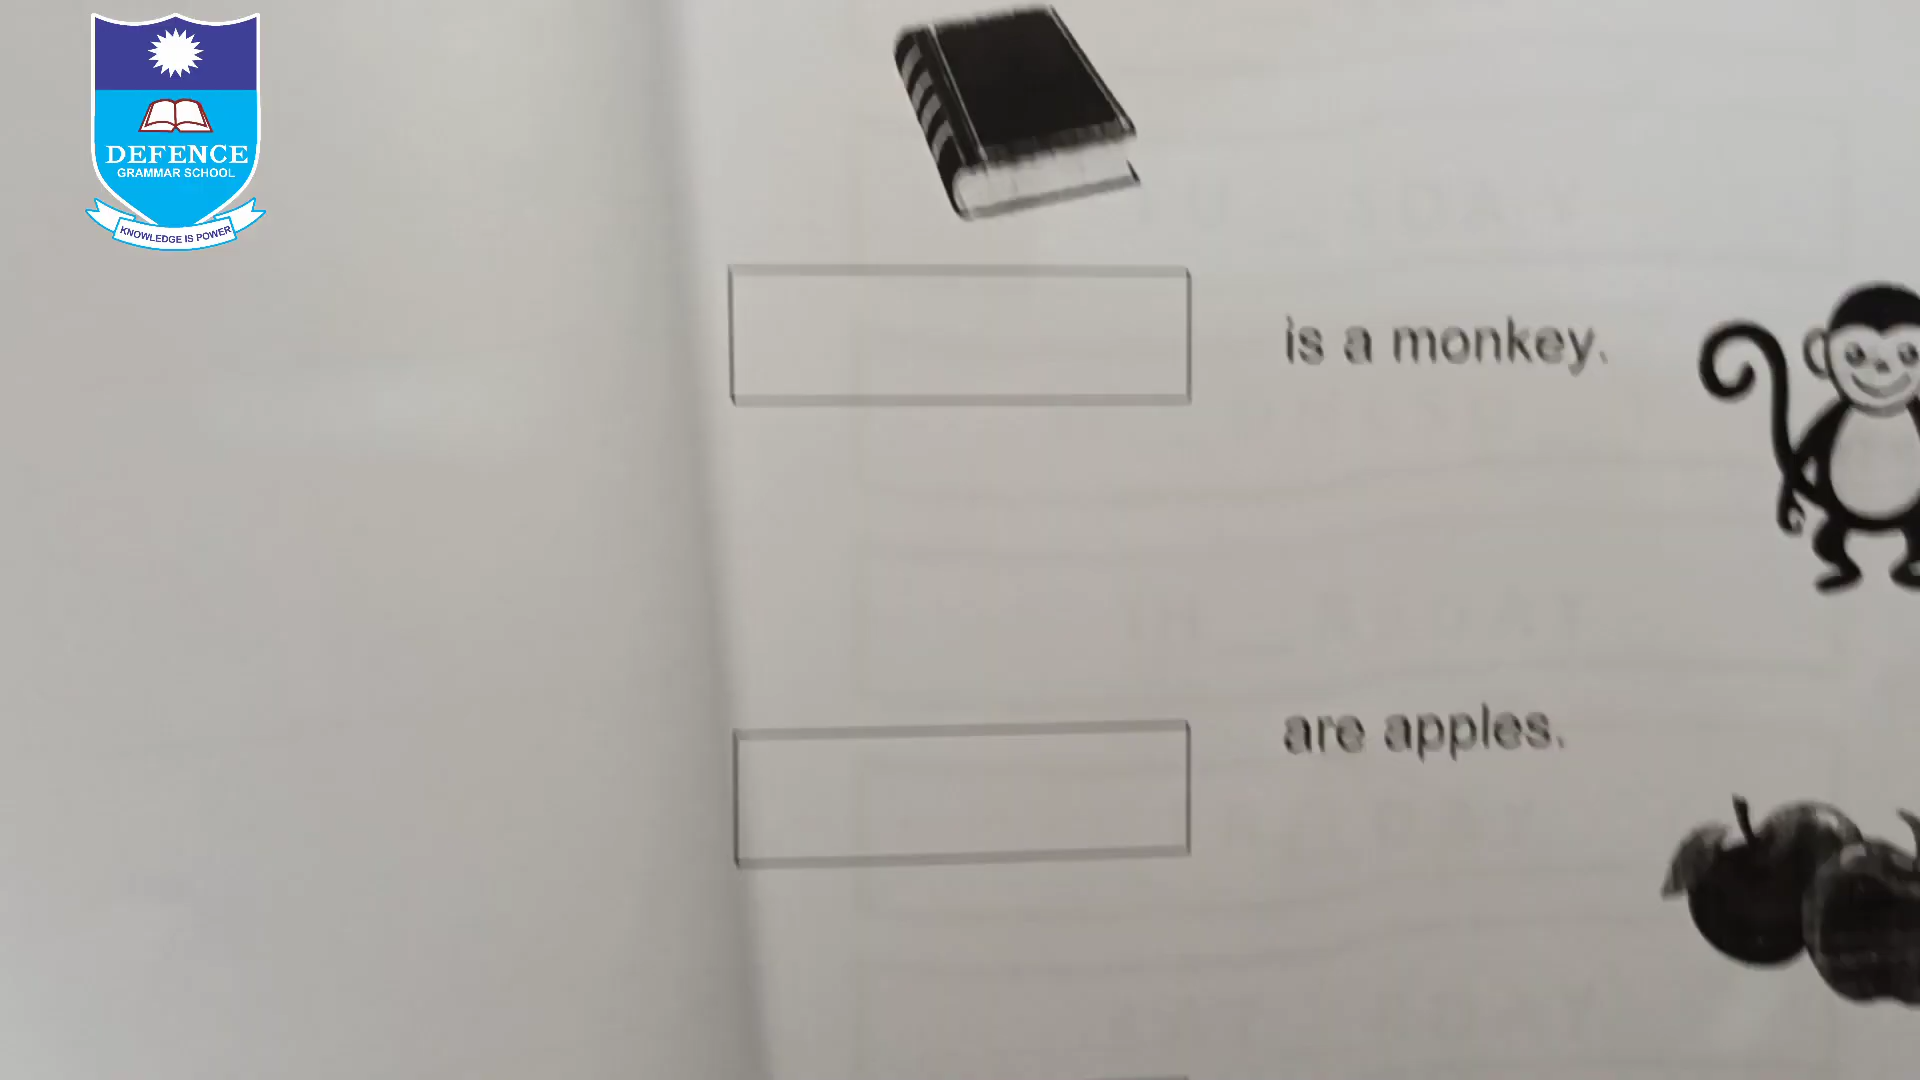 DEFENCE
GRAMMAR SCHOOL
KNOWLEDGE IS POWER
is a monkey.
are apples.